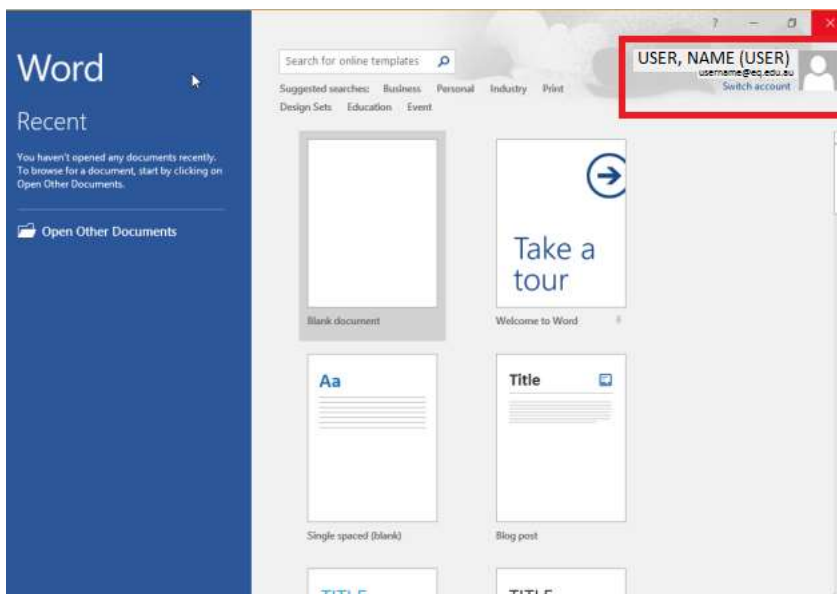 Word
Recent
You haven't opened any documents recently.
To browse for a document, start by clicking on
Open Other Documents.
Open Other Documents
?
Search for online templates
Suggested searches: Business Personal Industry Print
Design Sets Education Event
USER, NAME (USER)
username@eq.edu.au
Switch account
Take a
tour
Blank document
Welcome to Word
Aa
Title
Single spaced (blank)
Blog post
TITLE
TITLE